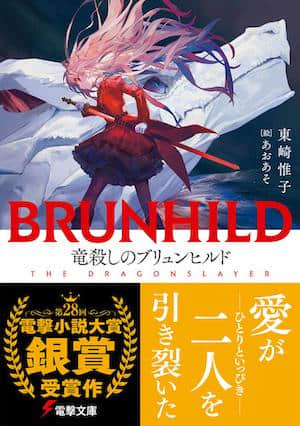 東崎惟子
[絵]あおあそ
BRUNHILD
竜殺しのブリュンヒルド
THE DRAGONSLAYER
第28回
電撃小説大賞
銀賞
受賞作
電撃文庫
愛が
ひとりといっぴき
二人を
引き裂いた